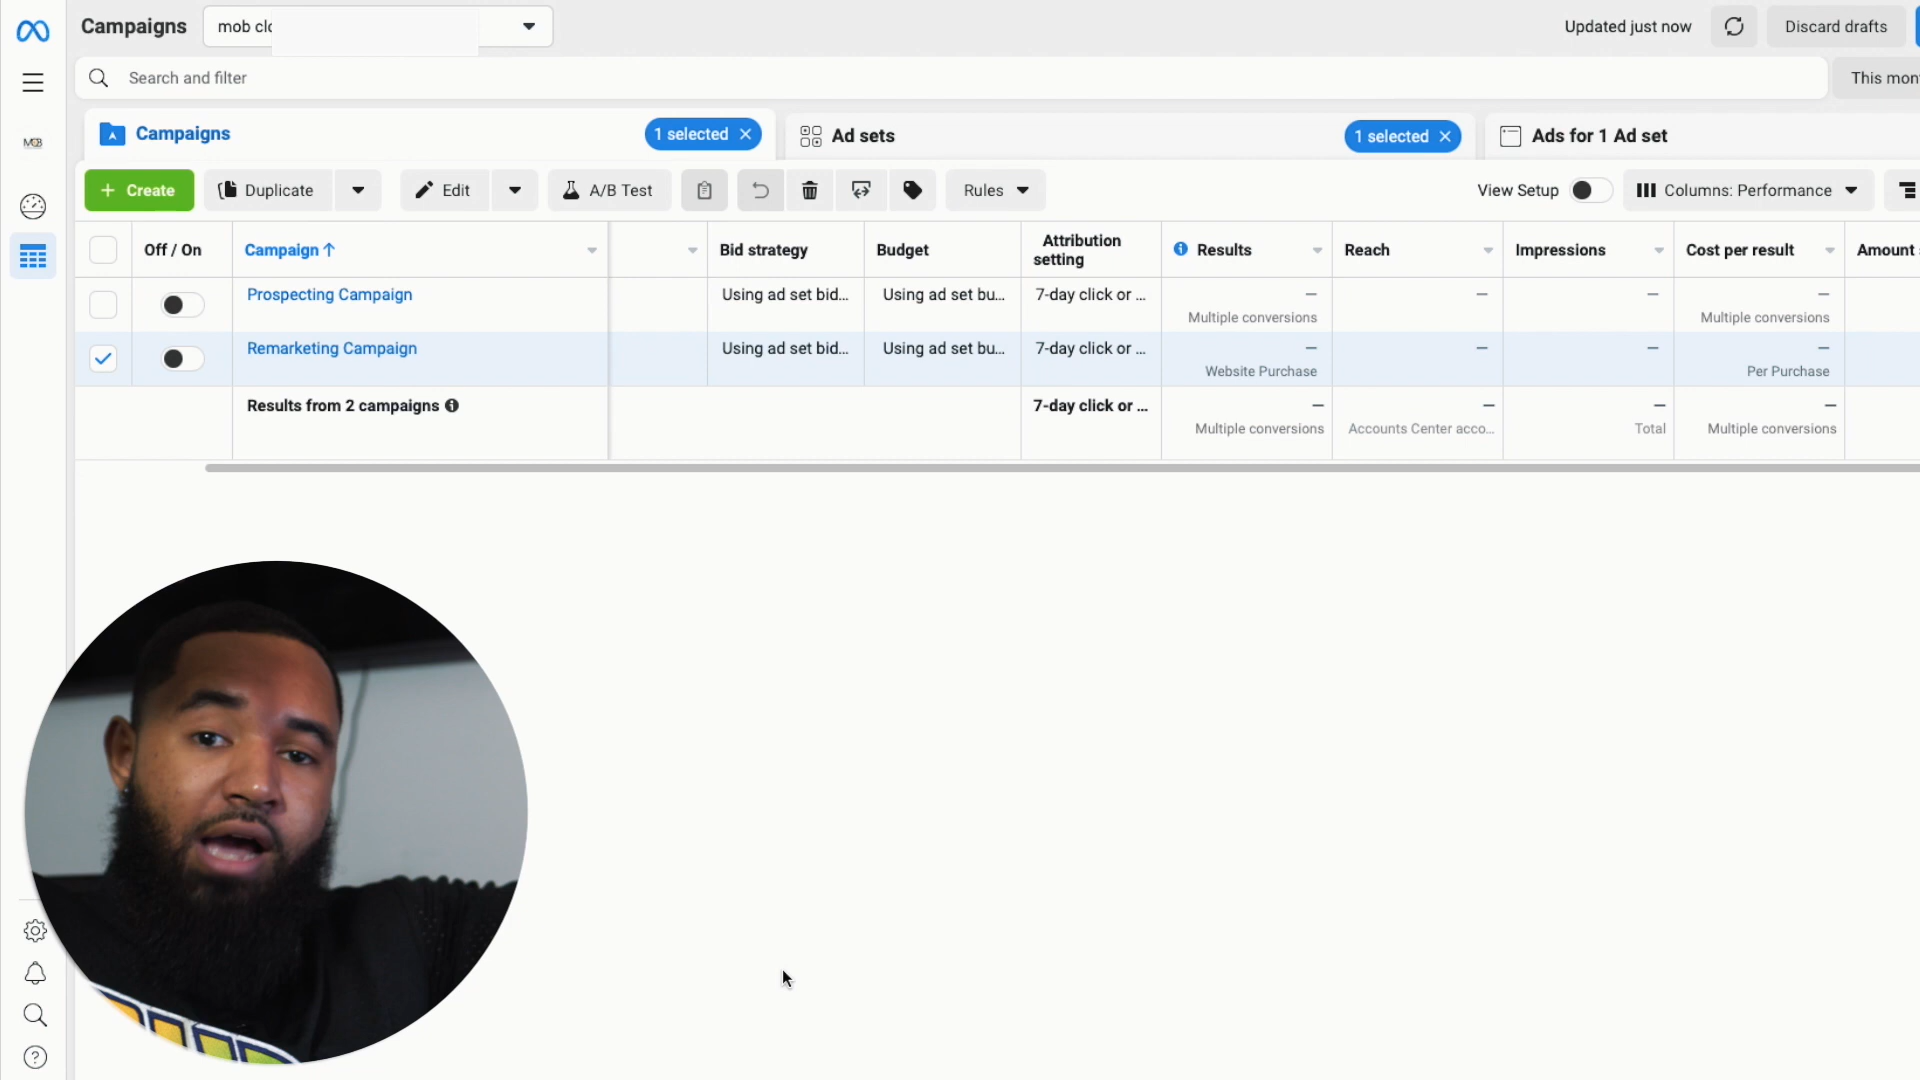 Campaigns
mob clo
Updated just now
Discard drafts
Search and filter
This mon
Campaigns
1 selected
Ad sets
1 selected
Ads for 1 Ad set
MOB
+ Create
Duplicate
Edit
A/B Test
Rules
View Setup
Columns: Performance
Off / On
Campaign ↑
Bid strategy
Budget
Attribution
setting
Results
Reach
Impressions
Cost per result
Amount
Prospecting Campaign
Using ad set bid...
Using ad set bu...
7-day click or ...
—
—
—
—
Multiple conversions
Multiple conversions
Remarketing Campaign
Using ad set bid...
Using ad set bu...
7-day click or ...
—
—
—
—
Website Purchase
Per Purchase
Results from 2 campaigns
7-day click or ...
—
—
—
—
Multiple conversions
Accounts Center acco...
Total
Multiple conversions